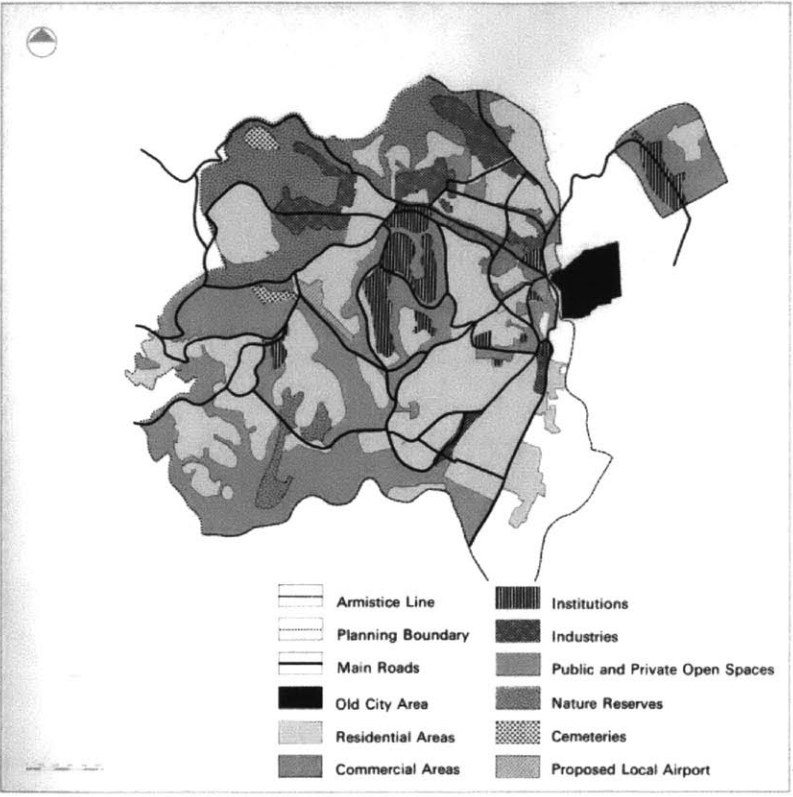 Armistice Line
Planning Boundary
Main Roads
Old City Area
Residential Areas
Commercial Areas
Institutions
Industries
Public and Private Open Spaces
Nature Reserves
Cemeteries
Proposed Local Airport